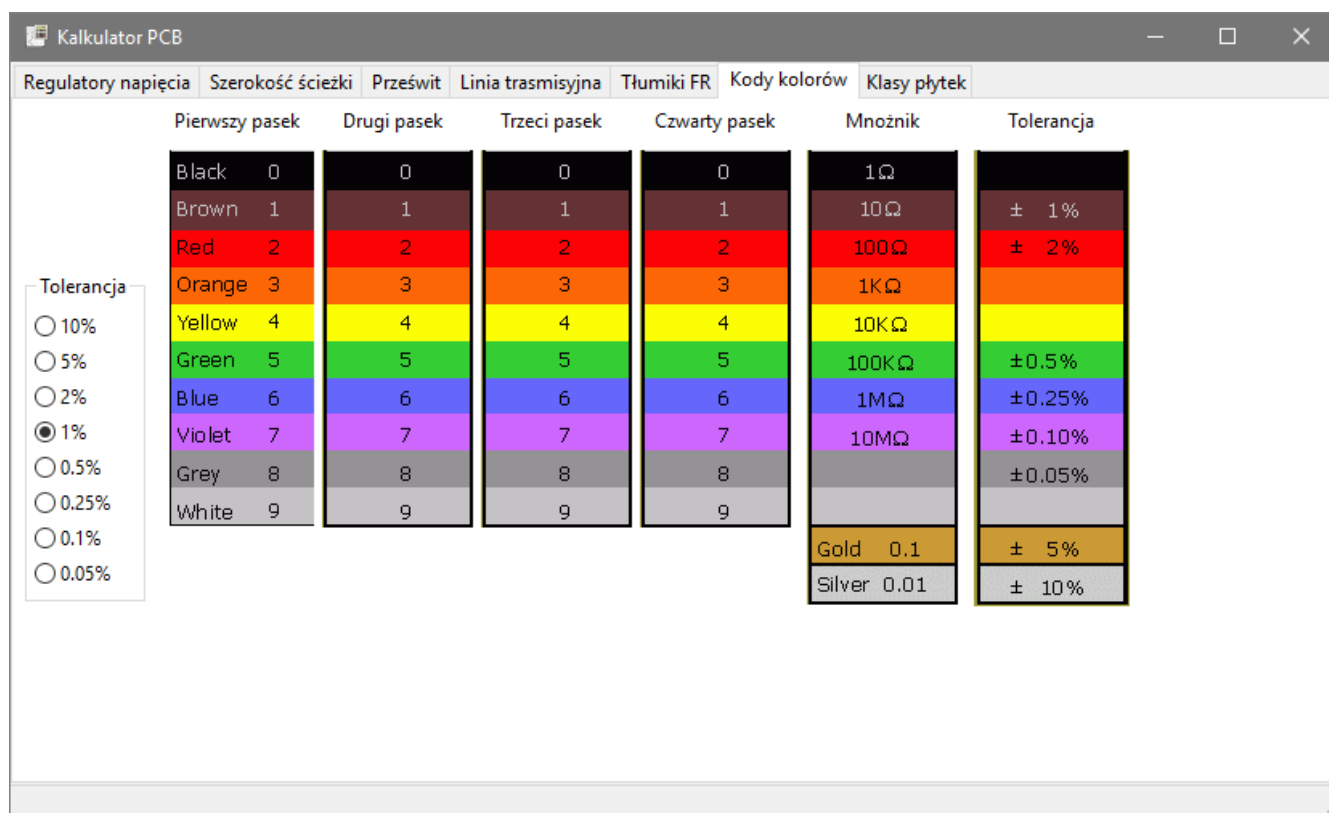 Kalkulator PCB
Regulatory napięcia Szerokość ścieżki Prześwit Linia trasmisyjna Tłumiki FR Kody kolorów Klasy płytek
Pierwszy pasek Drugi pasek Trzeci pasek Czwarty pasek Mnożnik Tolerancja
Black 0 0 0 0 1Ω
Brown 1 1 1 1 10Ω ± 1%
Red 2 2 2 2 100Ω ± 2%
Orange 3 3 3 3 1KΩ
Yellow 4 4 4 4 10KΩ
Green 5 5 5 5 100KΩ ±0.5%
Blue 6 6 6 6 1MΩ ±0.25%
Violet 7 7 7 7 10MΩ ±0.10%
Grey 8 8 8 8 ±0.05%
White 9 9 9 9
Gold 0.1 ± 5%
Silver 0.01 ± 10%
Tolerancja
10%
5%
2%
1%
0.5%
0.25%
0.1%
0.05%